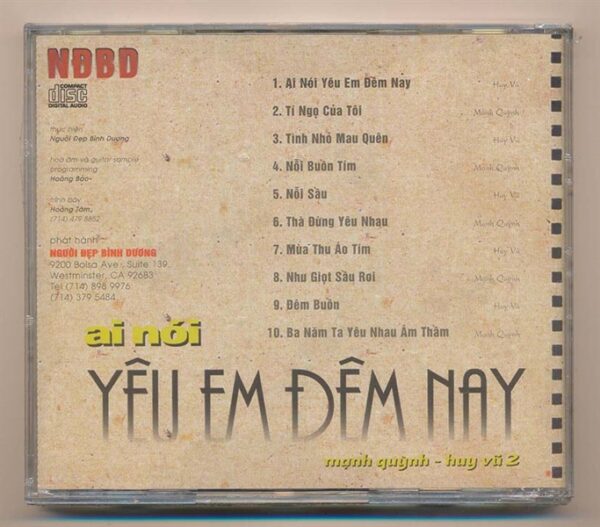 NĐBD
COMPACT
disc
DIGITAL AUDIO
thực hiện
Người Đẹp Bình Dương
hoà âm và guitar sample
programming
Hoàng Bảo-
trình bày
Hoàng Tâm,
(714) 479 8862
phát hành
NGƯỜI ĐẸP BÌNH DƯƠNG
9200 Bolsa Ave , Suite 139
Westminster, CA 92683
Tel (714) 898 9976
(714) 379 5484
1. Ai Nói Yêu Em Đêm Nay Huy Vũ
2. Tí Ngọ Của Tôi Mạnh Quỳnh
3. Tình Nhỏ Mau Quên Huy Vũ
4. Nỗi Buồn Tím Mạnh Quỳnh
5. Nỗi Sầu Huy Vũ
6. Thà Đừng Yêu Nhau Mạnh Quỳnh
7. Mùa Thu Áo Tím Huy Vũ
8. Như Giọt Sầu Rơi Mạnh Quỳnh
9. Đêm Buồn Huy Vũ
10. Ba Năm Ta Yêu Nhau Âm Thầm Mạnh Quỳnh
ai nói
YÊU EM ĐÊM NAY
mạnh quỳnh - huy vũ 2